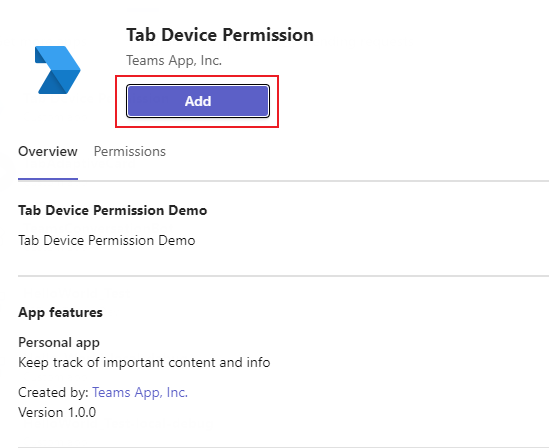 Tab Device Permission
Teams App, Inc.
Add
Overview Permissions
Tab Device Permission Demo
Tab Device Permission Demo
App features
Personal app
Keep track of important content and info
Created by: Teams App, Inc.
Version 1.0.0